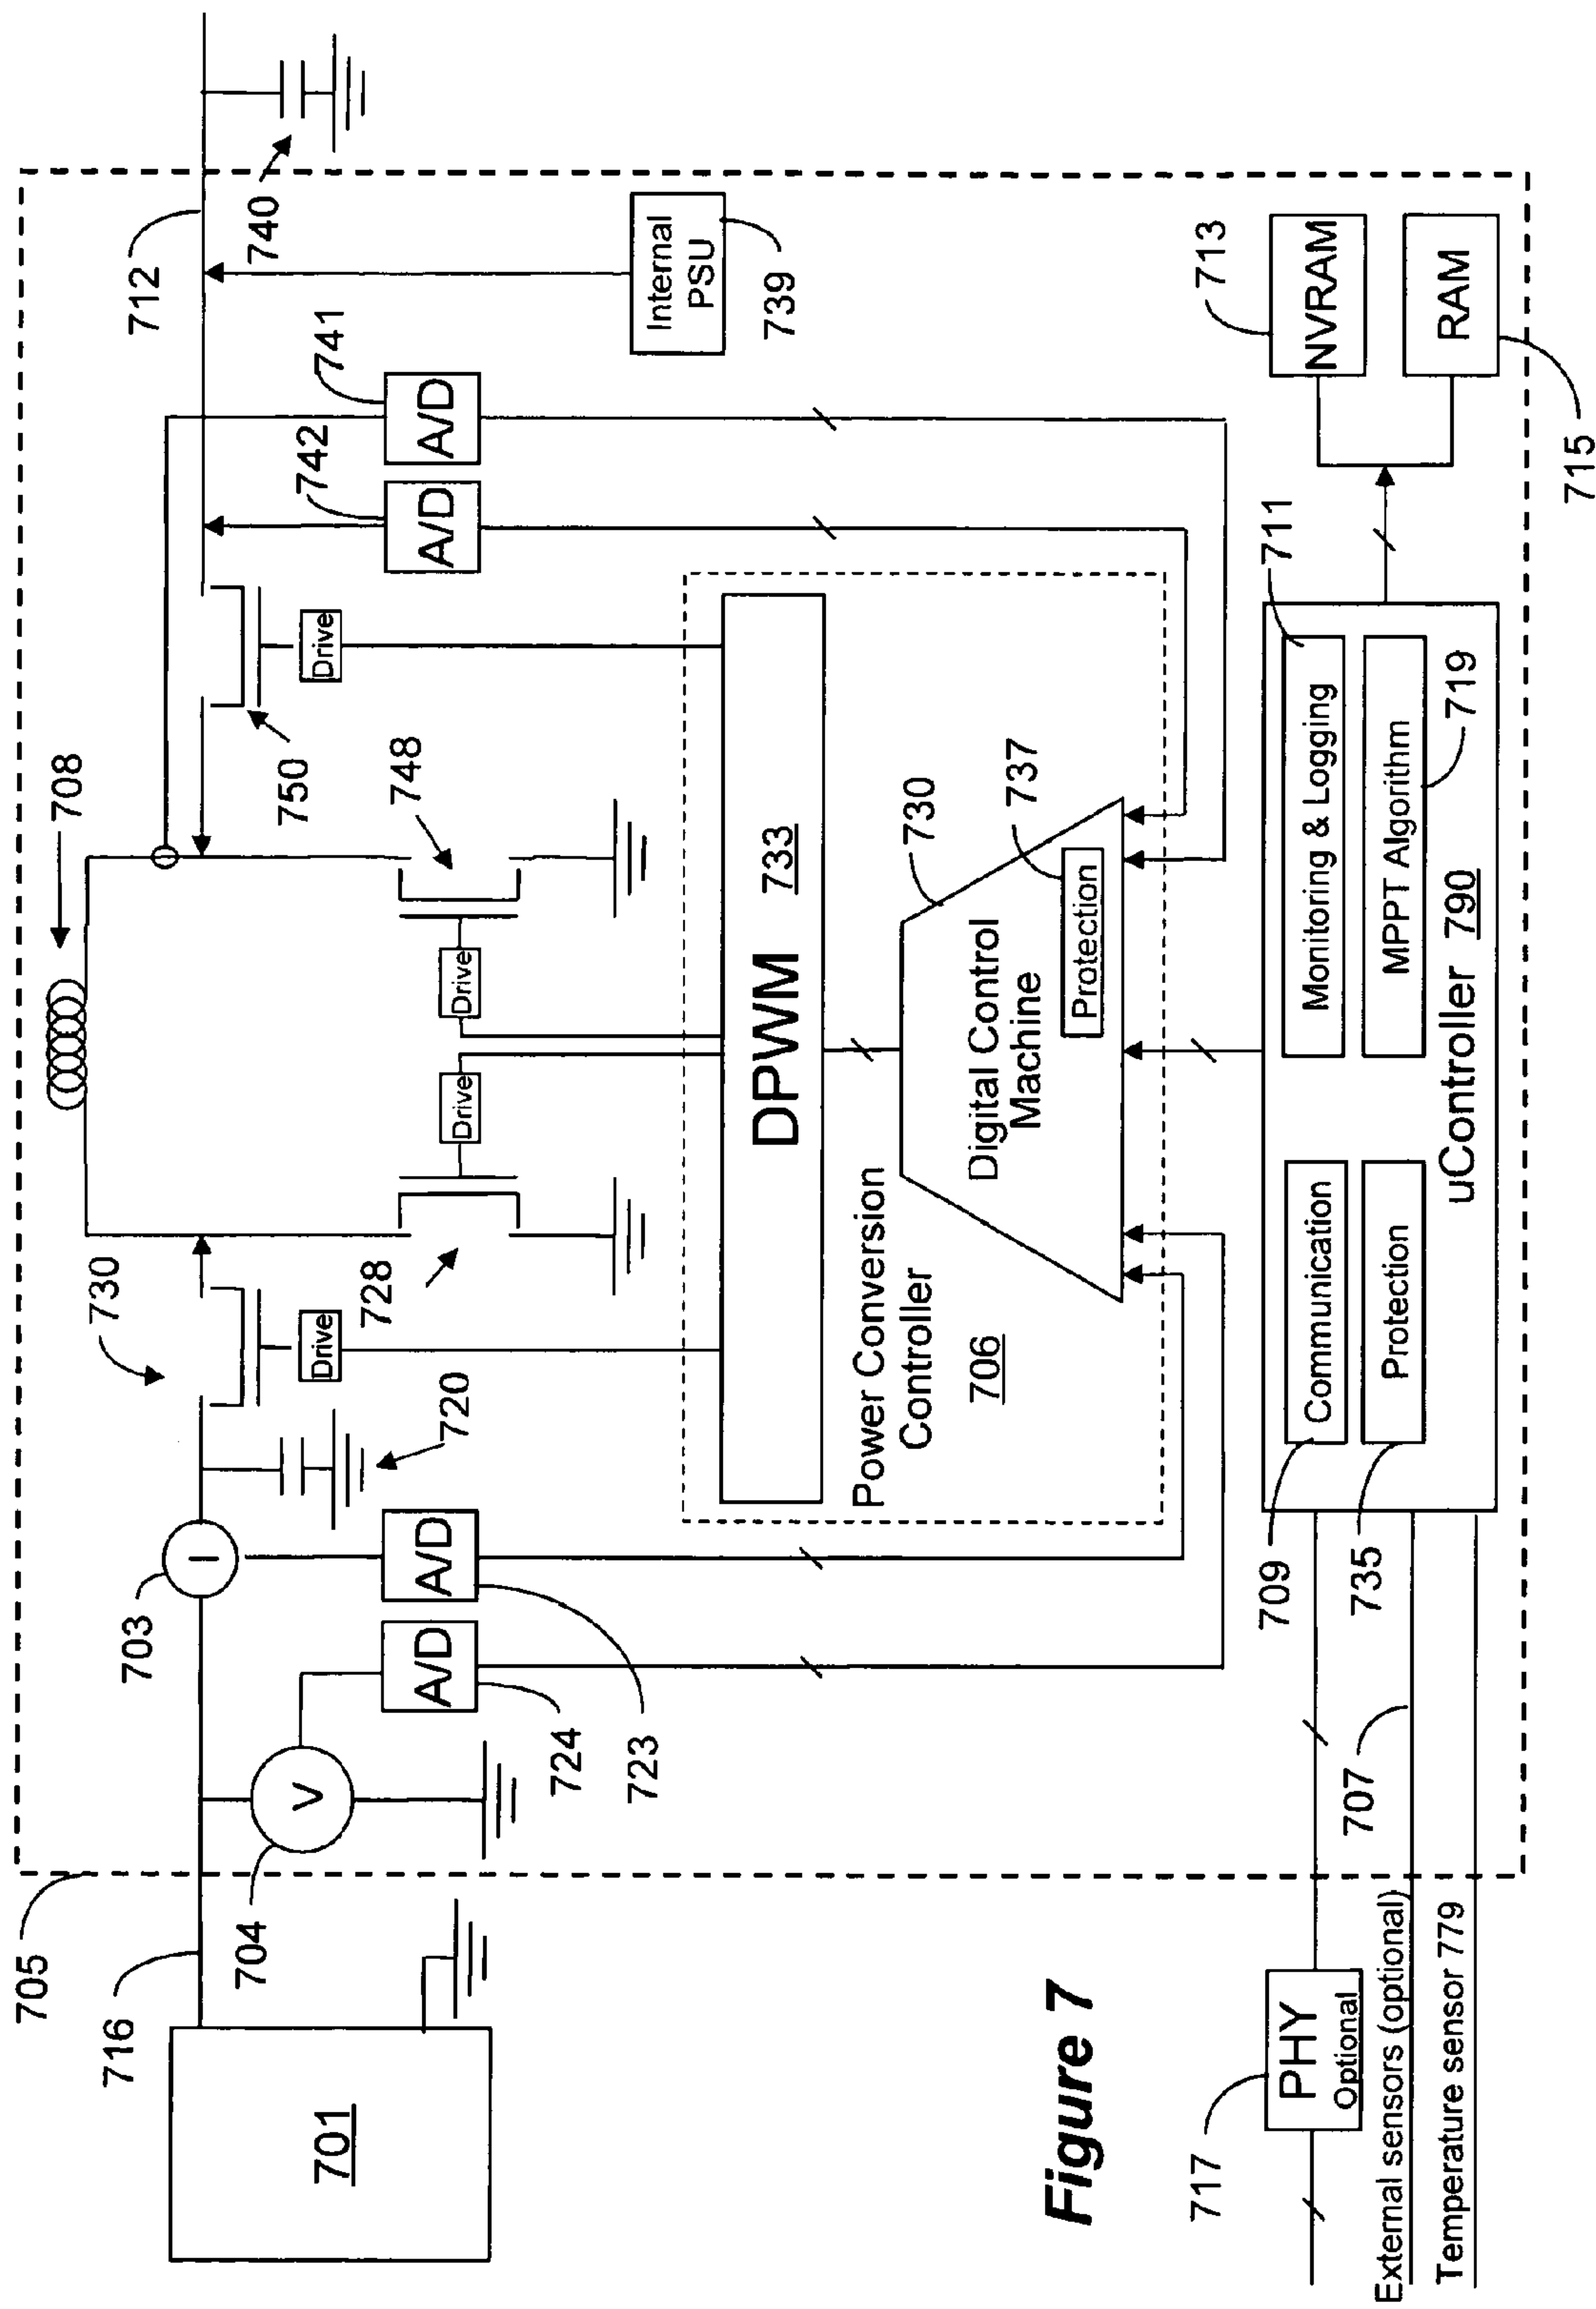 708
712
740
730
750
741
742
703
720
728
748
716
705
704
724
723
701
V
I
A/D
A/D
Drive
Drive
Drive
Drive
A/D
A/D
Internal
PSU
739
DPWM 733
Power Conversion
Controller
706
Digital Control
Machine
730
Protection
737
Figure 7
717
PHY
Optional
External sensors (optional)
Temperature sensor 779
707
709
735
Communication
Protection
Monitoring & Logging
MPPT Algorithm
uController 790
711
719
713
NVRAM
RAM
715